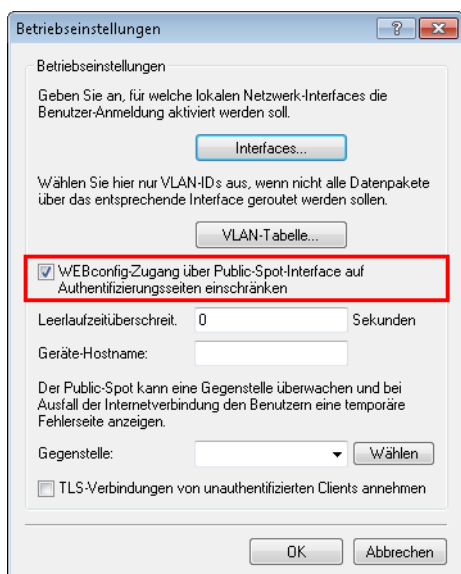 Betriebseinstellungen
Betriebseinstellungen
Geben Sie an, für welche lokalen Netzwerk-Interfaces die
Benutzer-Anmeldung aktiviert werden soll.
Interfaces...
Wählen Sie hier nur VLAN-IDs aus, wenn nicht alle Datenpakete
über das entsprechende Interface geroutet werden sollen.
VLAN-Tabelle...
WEBconfig-Zugang über Public-Spot-Interface auf
Authentifizierungsseiten einschränken
Leerlaufzeitüberschreit. 0 Sekunden
Geräte-Hostname:
Der Public-Spot kann eine Gegenstelle überwachen und bei
Ausfall der Internetverbindung den Benutzern eine temporäre
Fehlerseite anzeigen.
Gegenstelle: Wählen
TLS-Verbindungen von unauthentifizierten Clients annehmen
OK Abbrechen